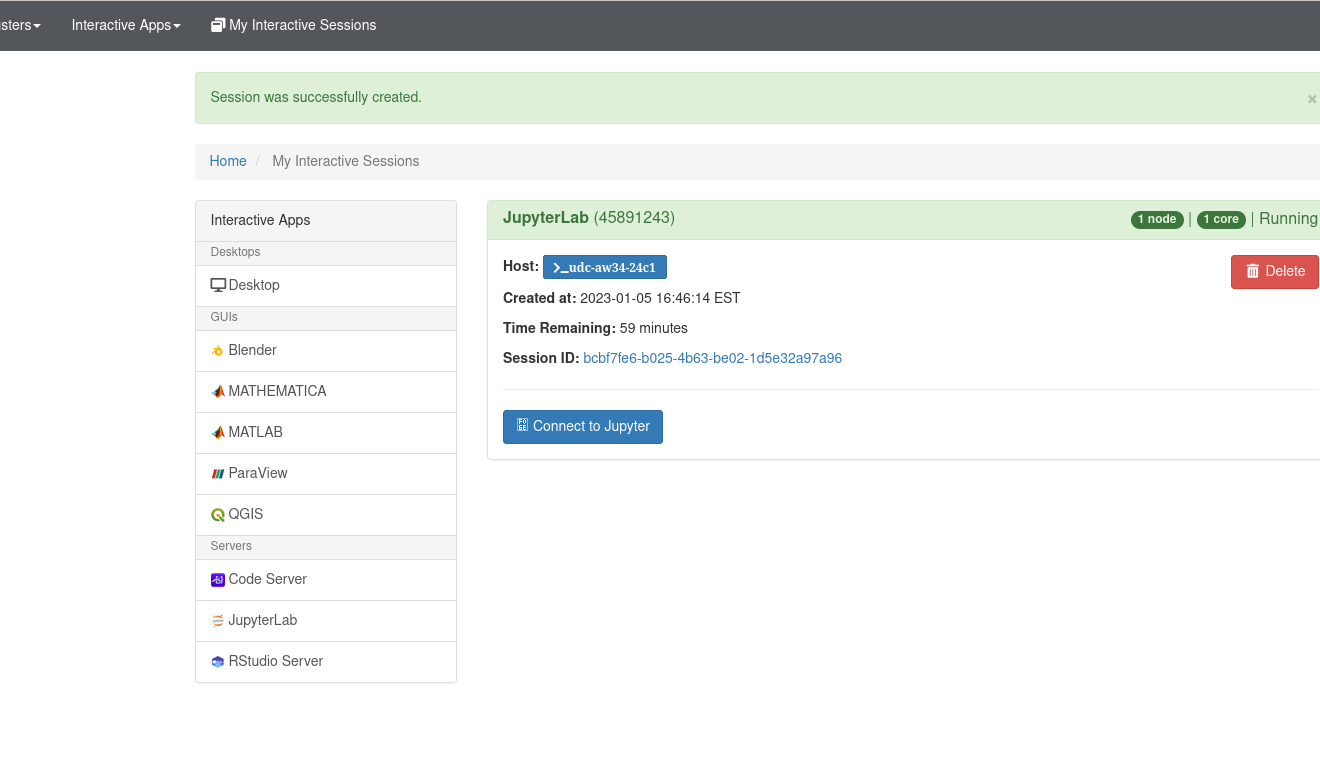 sters Interactive Apps My Interactive Sessions
Session was successfully created.
×
Home / My Interactive Sessions
Interactive Apps
Desktops
Desktop
GUIs
Blender
MATHEMATICA
MATLAB
ParaView
QGIS
Servers
Code Server
JupyterLab
RStudio Server
JupyterLab (45891243)
1 node | 1 core | Running
Host: >_udc-aw34-24c1
Delete
Created at: 2023-01-05 16:46:14 EST
Time Remaining: 59 minutes
Session ID: bcbf7fe6-b025-4b63-be02-1d5e32a97a96
Connect to Jupyter